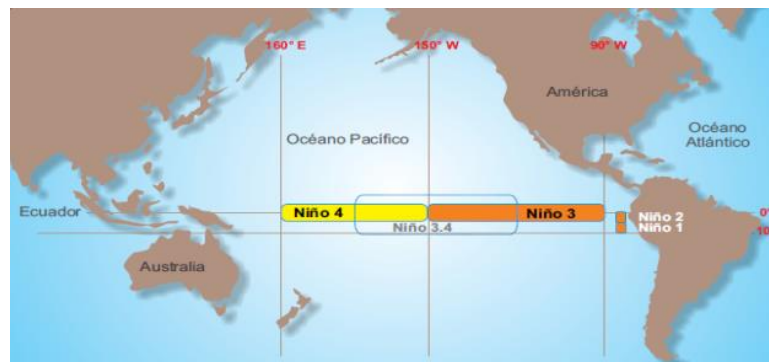 160° E 150° W 90° W
América
Océano Pacífico
Océano
Atlántico
Ecuador
Niño 4
Niño 3
Niño 2
0°
Niño 3.4
Niño 1
10
Australia